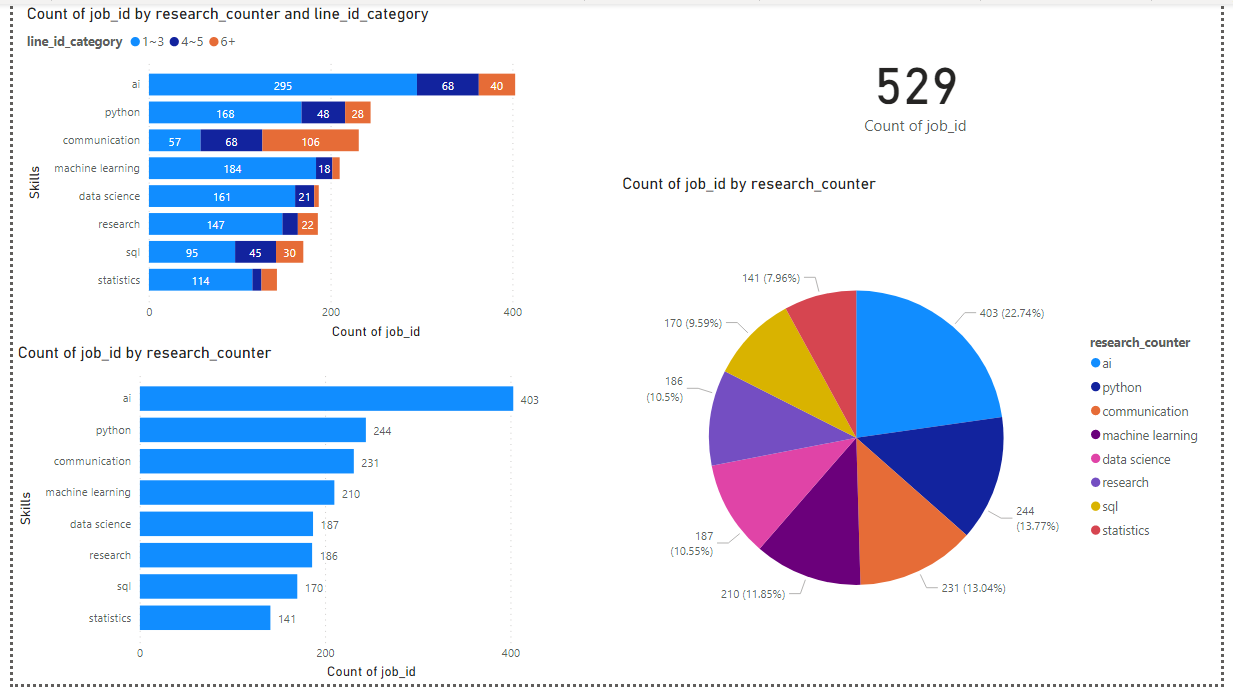 Count of job_id by research_counter and line_id_category
line_id_category 1~3 4~5 6+
Skills
ai 295 68 40
python 168 48 28
communication 57 68 106
machine learning 184 18
data science 161 21
research 147 22
sql 95 45 30
statistics 114
0 200 400
Count of job_id
Count of job_id by research_counter
Skills
ai 403
python 244
communication 231
machine learning 210
data science 187
research 186
sql 170
statistics 141
0 200 400
Count of job_id
529
Count of job_id
Count of job_id by research_counter
403 (22.74%)
244
(13.77%)
231 (13.04%)
210 (11.85%)
187
(10.55%)
186
(10.5%)
170 (9.59%)
141 (7.96%)
research_counter
ai
python
communication
machine learning
data science
research
sql
statistics